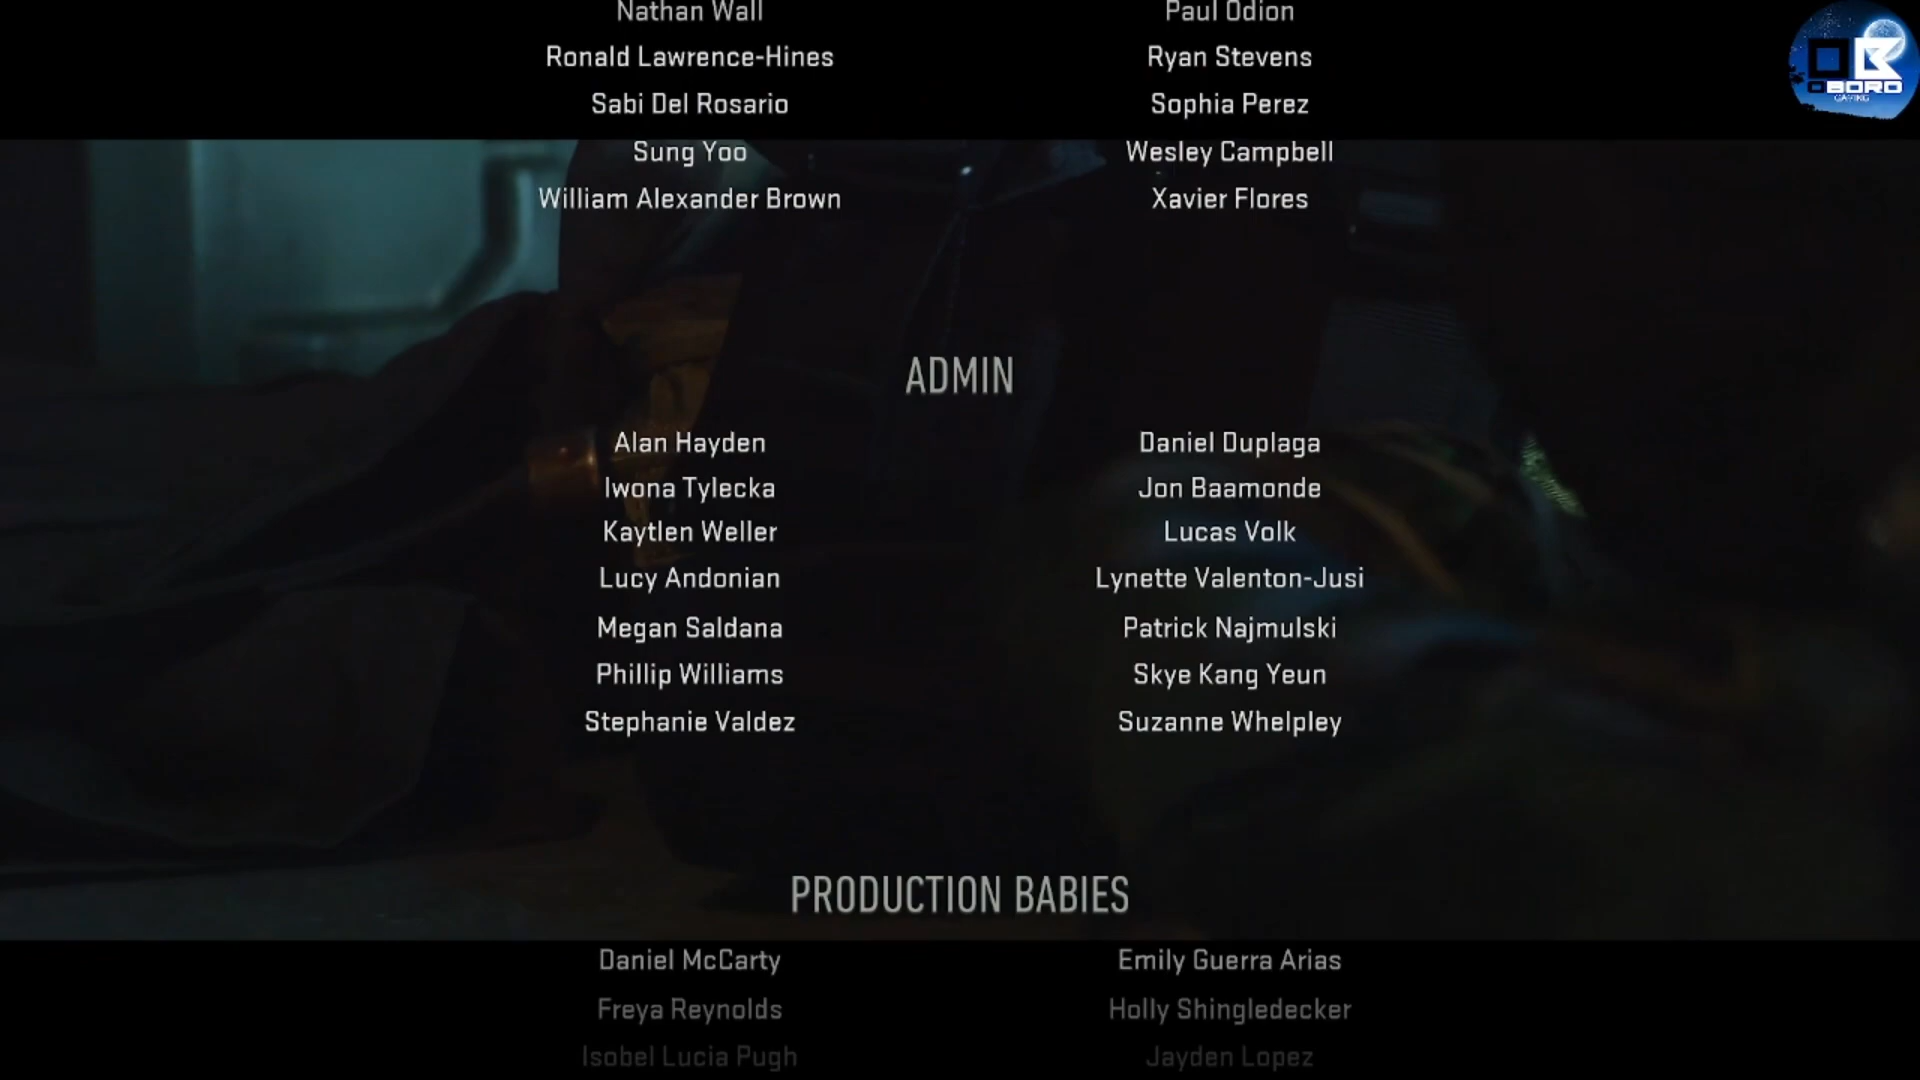 Nathan Wall Paul Odion
Ronald Lawrence-Hines Ryan Stevens
Sabi Del Rosario Sophia Perez
Sung Yoo Wesley Campbell
William Alexander Brown Xavier Flores
ADMIN
Alan Hayden Daniel Duplaga
Iwona Tylecka Jon Baamonde
Kaytlen Weller Lucas Volk
Lucy Andonian Lynette Valenton-Jusi
Megan Saldana Patrick Najmulski
Phillip Williams Skye Kang Yeun
Stephanie Valdez Suzanne Whelpley
PRODUCTION BABIES
Daniel McCarty Emily Guerra Arias
Freya Reynolds Holly Shingledecker
Isobel Lucia Pugh Jayden Lopez
OBORO
GAMING